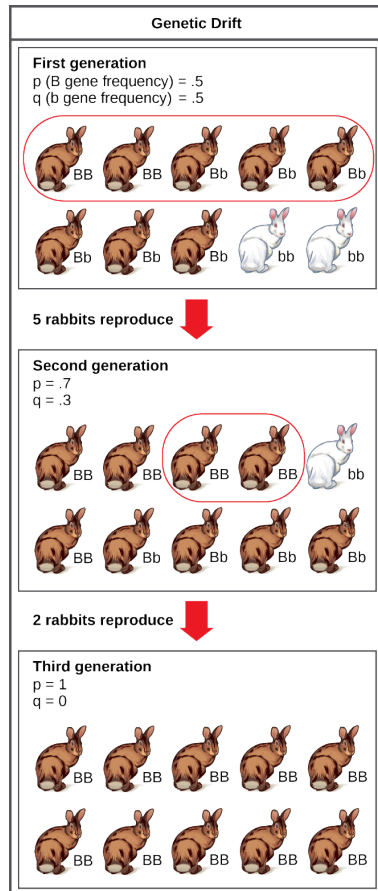 Genetic Drift
First generation
p (B gene frequency) = .5
q (b gene frequency) = .5
BB BB Bb Bb Bb
Bb Bb Bb bb bb
5 rabbits reproduce
Second generation
p = .7
q = .3
BB BB BB BB bb
BB Bb Bb Bb Bb
2 rabbits reproduce
Third generation
p = 1
q = 0
BB BB BB BB BB
BB BB BB BB BB